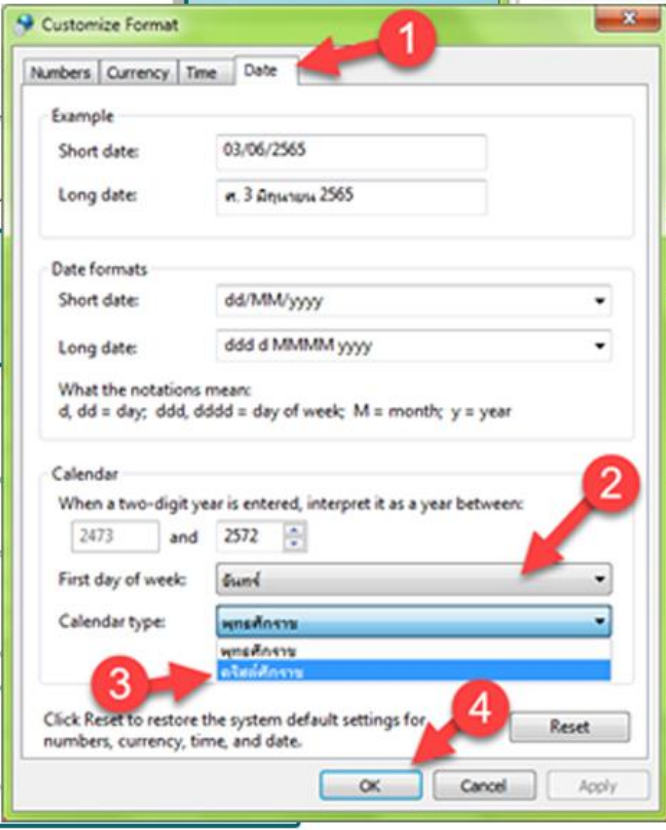 Customize Format
1
Numbers Currency Time Date
Example
Short date: 03/06/2565
Long date: ศ. 3 มิถุนายน 2565
Date formats
Short date: dd/MM/yyyy
Long date: ddd d MMMM yyyy
What the notations mean:
d, dd = day; ddd, dddd = day of week; M = month; y = year
Calendar
2
When a two-digit year is entered, interpret it as a year between:
2473 and 2572
First day of week: จันทร์
Calendar type: พุทธศักราช
พุทธศักราช
3 คริสต์ศักราช
4
Click Reset to restore the system default settings for
numbers, currency, time, and date.
Reset
OK Cancel Apply